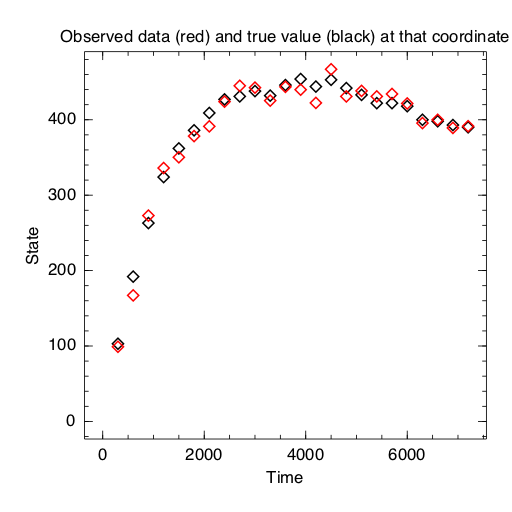 Observed data (red) and true value (black) at that coordinate
400
300
200
100
0
State
0 2000 4000 6000
Time